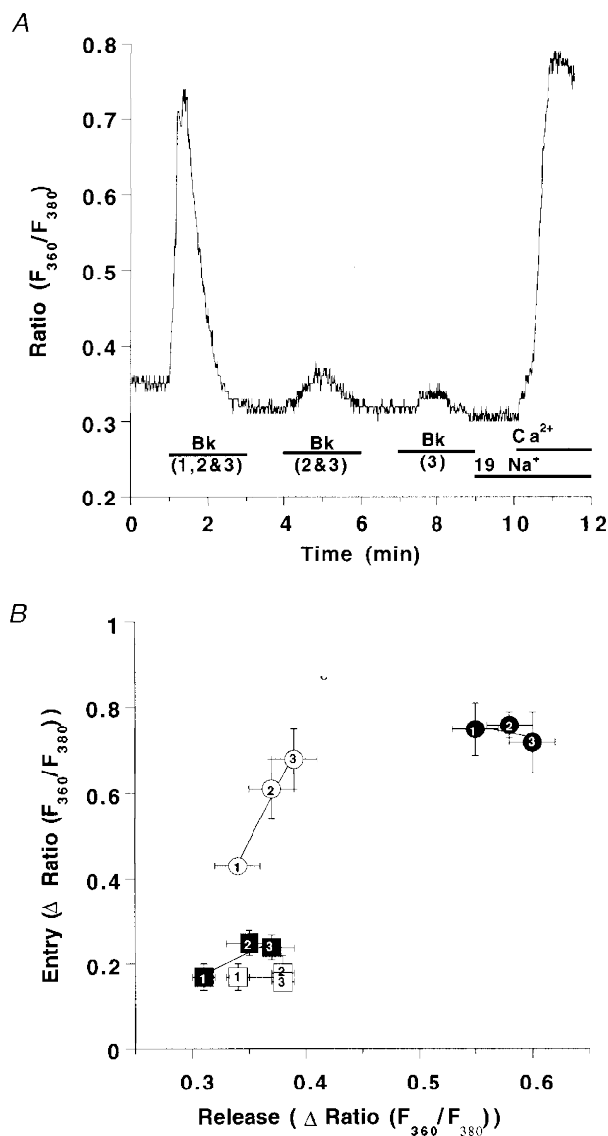 A
0.8
0.7
0.6
0.5
0.4
0.3
0.2
Ratio (F360/F380)
Bk
(1,2&3)
Bk
(2&3)
Bk
(3)
Ca2+
19 Na+
0 2 4 6 8 10 12
Time (min)
B
1
0.8
0.6
0.4
0.2
0
Entry (Δ Ratio (F360/F380))
1
2
3
1
2
3
1
2
3
1
2
3
0.3 0.4 0.5 0.6
Release (Δ Ratio (F360/F380))